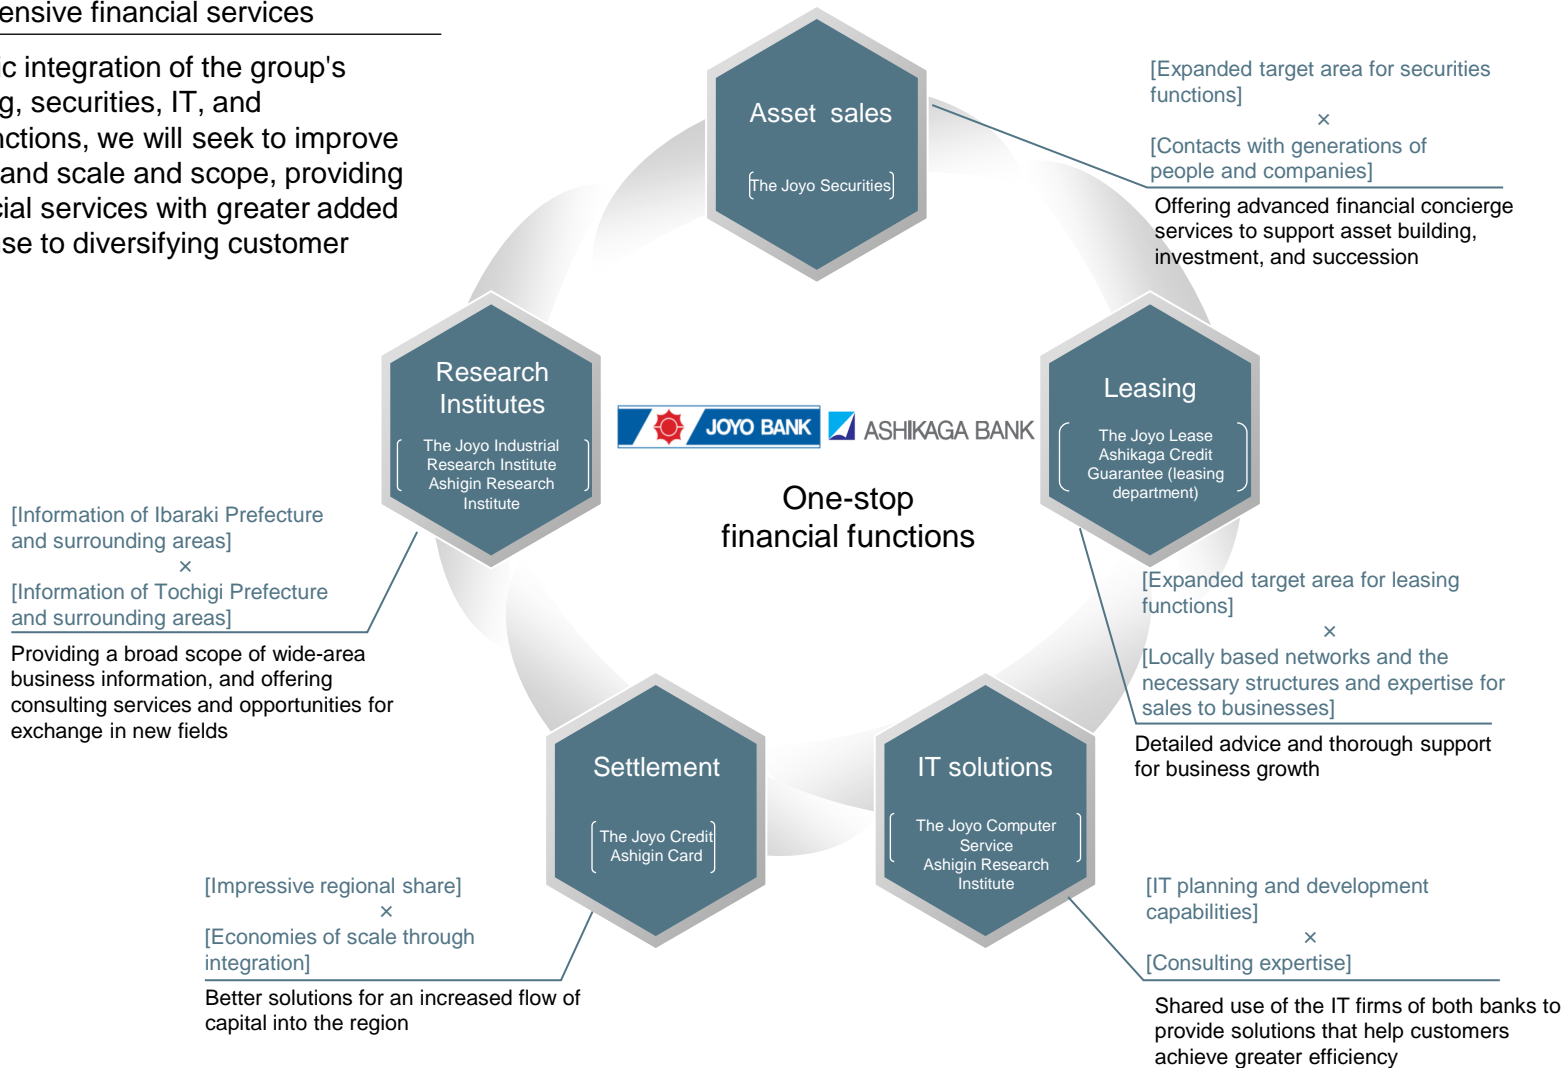 ensive financial services
ic integration of the group's
g, securities, IT, and
nctions, we will seek to improve
and scale and scope, providing
cial services with greater added
nse to diversifying customer
Asset sales
[The Joyo Securities]
[Expanded target area for securities
functions]
×
[Contacts with generations of
people and companies]
Offering advanced financial concierge
services to support asset building,
investment, and succession
Research
Institutes
The Joyo Industrial
Research Institute
Ashigin Research
Institute
JOYO BANK ASHIKAGA BANK
One-stop
financial functions
Leasing
The Joyo Lease
Ashikaga Credit
Guarantee (leasing
department)
[Information of Ibaraki Prefecture
and surrounding areas]
×
[Information of Tochigi Prefecture
and surrounding areas]
Providing a broad scope of wide-area
business information, and offering
consulting services and opportunities for
exchange in new fields
[Expanded target area for leasing
functions]
×
[Locally based networks and the
necessary structures and expertise for
sales to businesses]
Detailed advice and thorough support
for business growth
Settlement
The Joyo Credit
Ashigin Card
IT solutions
The Joyo Computer
Service
Ashigin Research
Institute
[Impressive regional share]
×
[Economies of scale through
integration]
Better solutions for an increased flow of
capital into the region
[IT planning and development
capabilities]
×
[Consulting expertise]
Shared use of the IT firms of both banks to
provide solutions that help customers
achieve greater efficiency